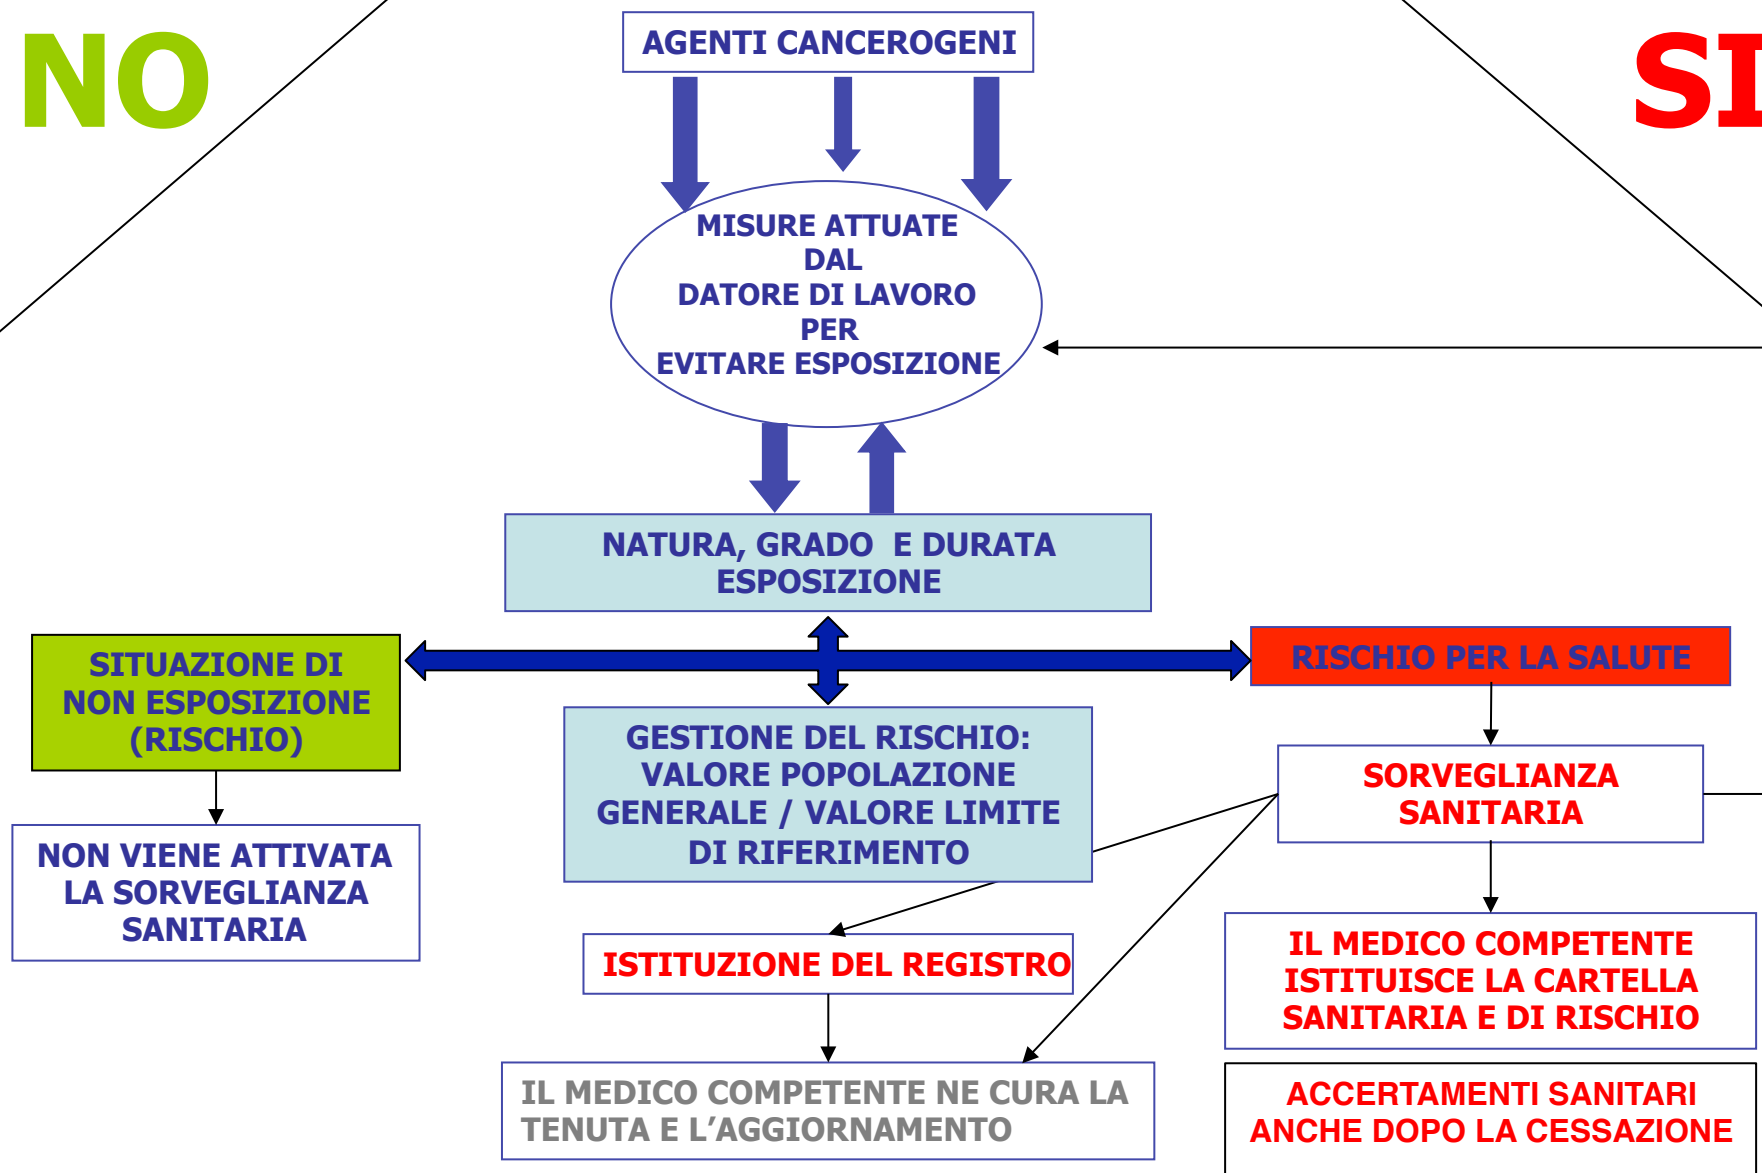 NO
AGENTI CANCEROGENI
SI
MISURE ATTUATE
DAL
DATORE DI LAVORO
PER
EVITARE ESPOSIZIONE
NATURA, GRADO E DURATA
ESPOSIZIONE
SITUAZIONE DI
NON ESPOSIZIONE
(RISCHIO)
RISCHIO PER LA SALUTE
GESTIONE DEL RISCHIO:
VALORE POPOLAZIONE
GENERALE / VALORE LIMITE
DI RIFERIMENTO
SORVEGLIANZA
SANITARIA
NON VIENE ATTIVATA
LA SORVEGLIANZA
SANITARIA
ISTITUZIONE DEL REGISTRO
IL MEDICO COMPETENTE
ISTITUISCE LA CARTELLA
SANITARIA E DI RISCHIO
IL MEDICO COMPETENTE NE CURA LA
TENUTA E L’AGGIORNAMENTO
ACCERTAMENTI SANITARI
ANCHE DOPO LA CESSAZIONE